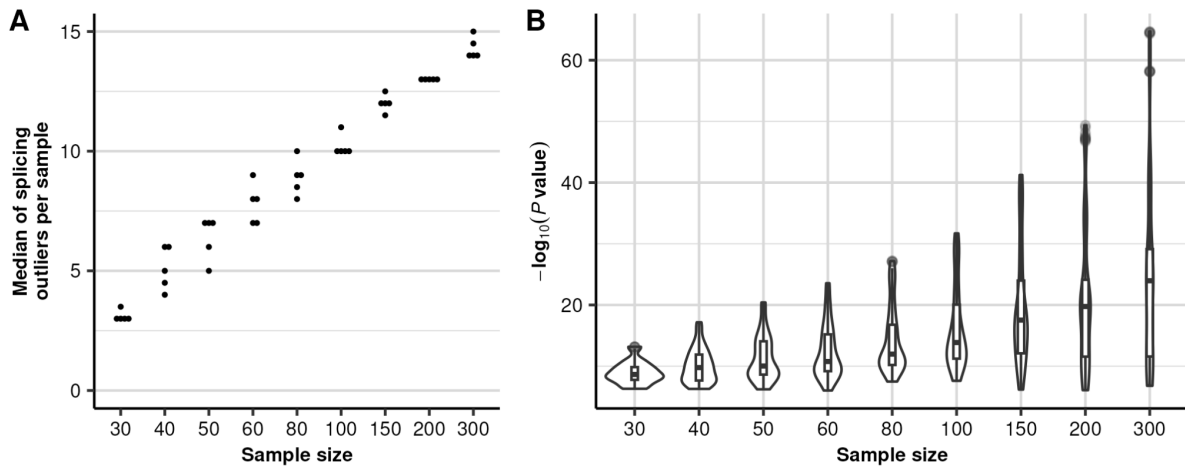 A
Median of splicing
outliers per sample
15
10
5
0
30 40 50 60 80 100 150 200 300
Sample size
B
−log10(P value)
60
40
20
30 40 50 60 80 100 150 200 300
Sample size